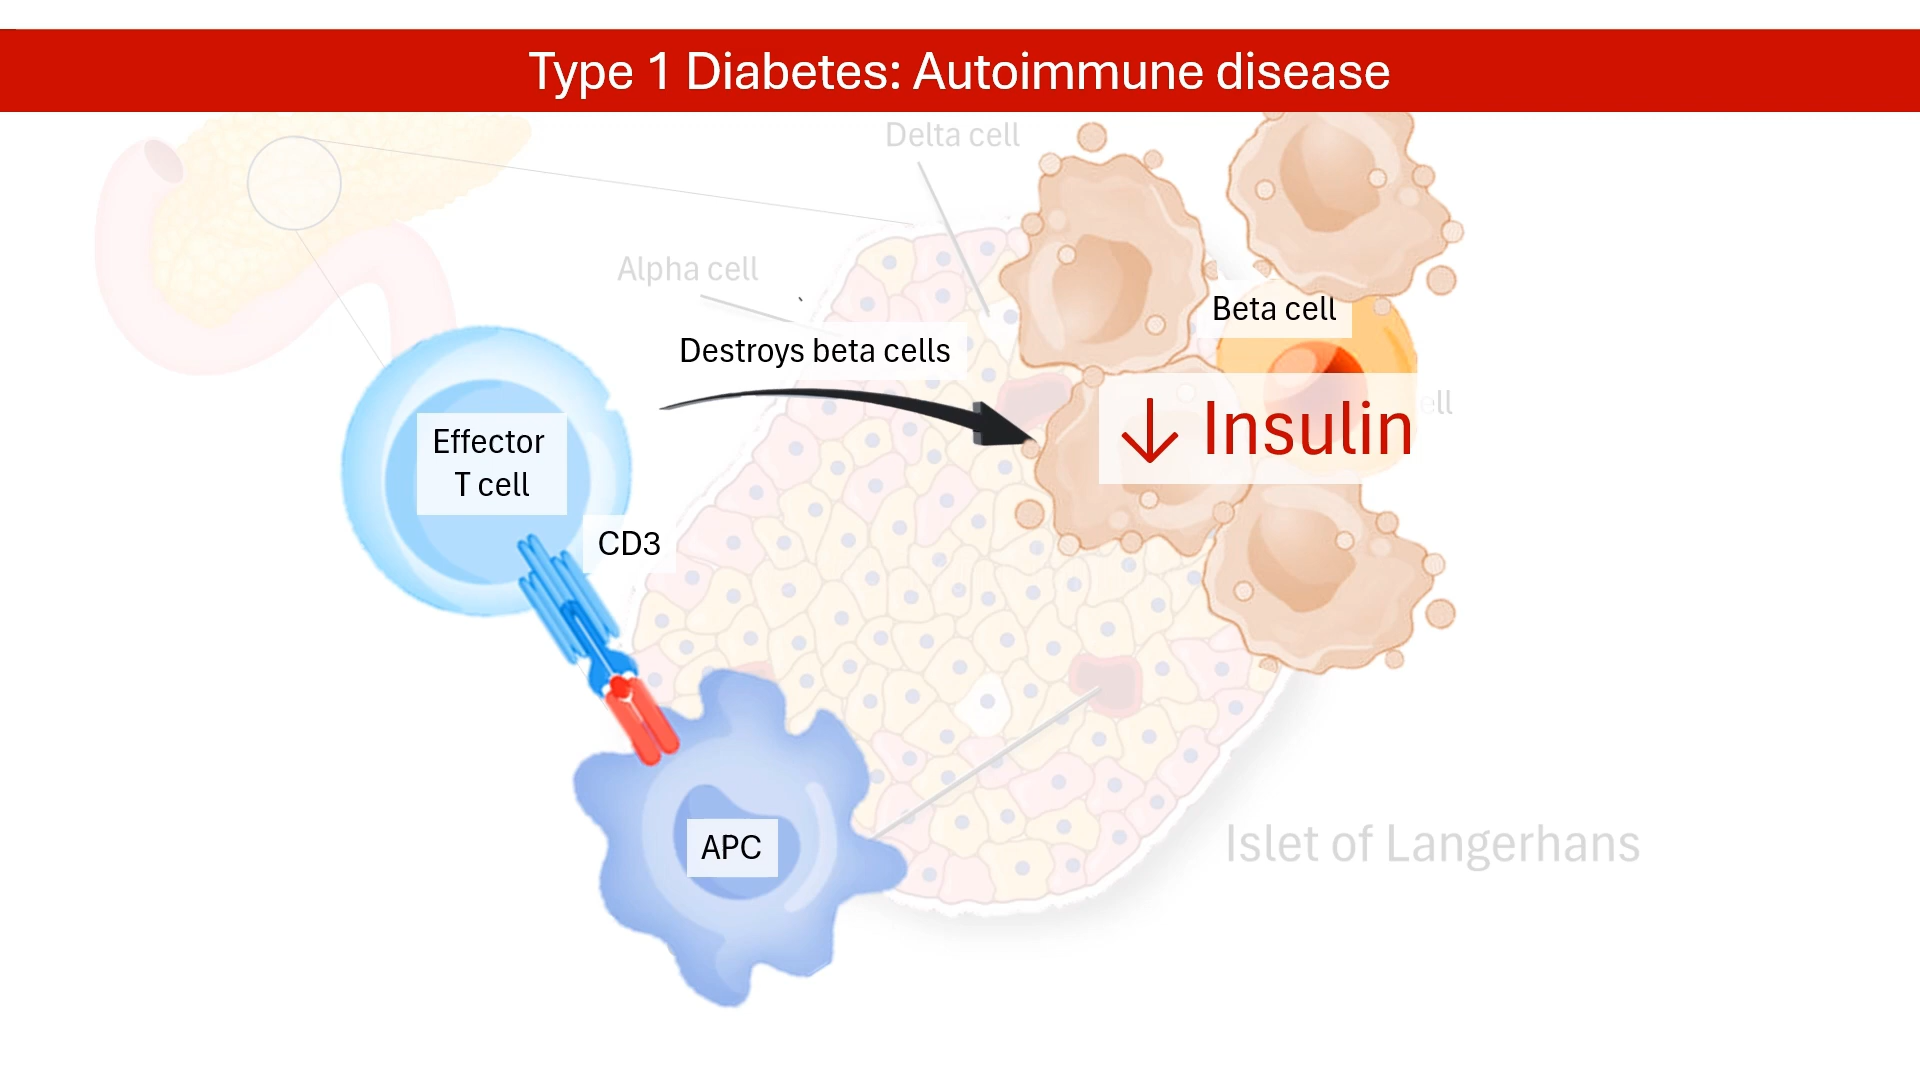 Type 1 Diabetes: Autoimmune disease
Delta cell
Alpha cell
Beta cell
Destroys beta cells
↓ Insulin
Effector
T cell
CD3
APC
Islet of Langerhans